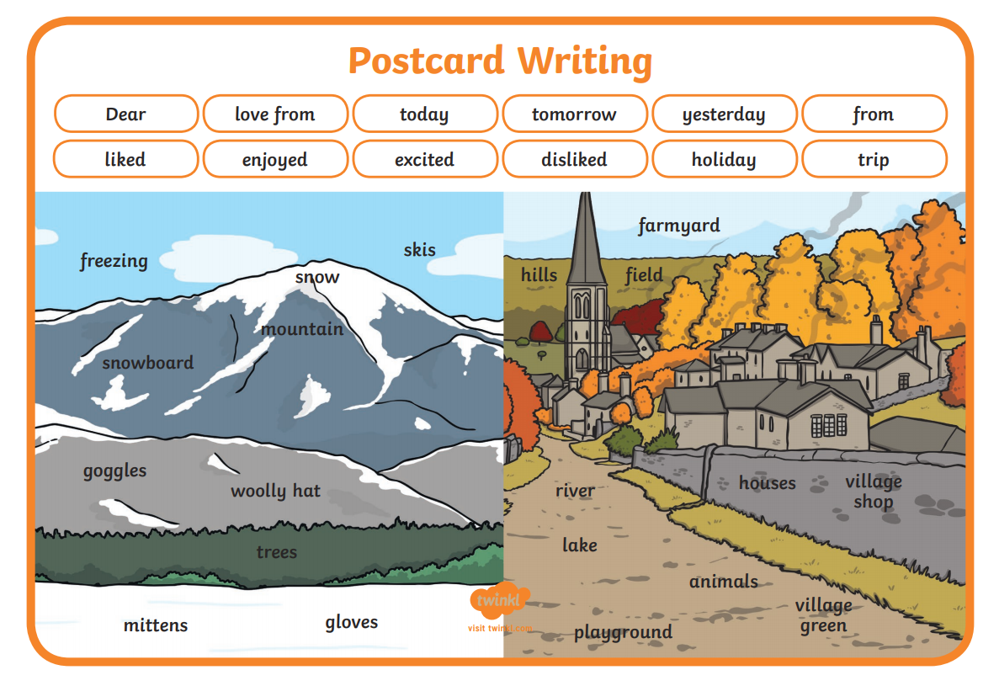 Postcard Writing
Dear love from today tomorrow yesterday from
liked enjoyed excited disliked holiday trip
freezing
skis
snow
mountain
snowboard
goggles
woolly hat
trees
mittens
gloves
farmyard
hills
field
river
houses
village
shop
lake
animals
village
green
playground
twinkl
visit twinkl.com